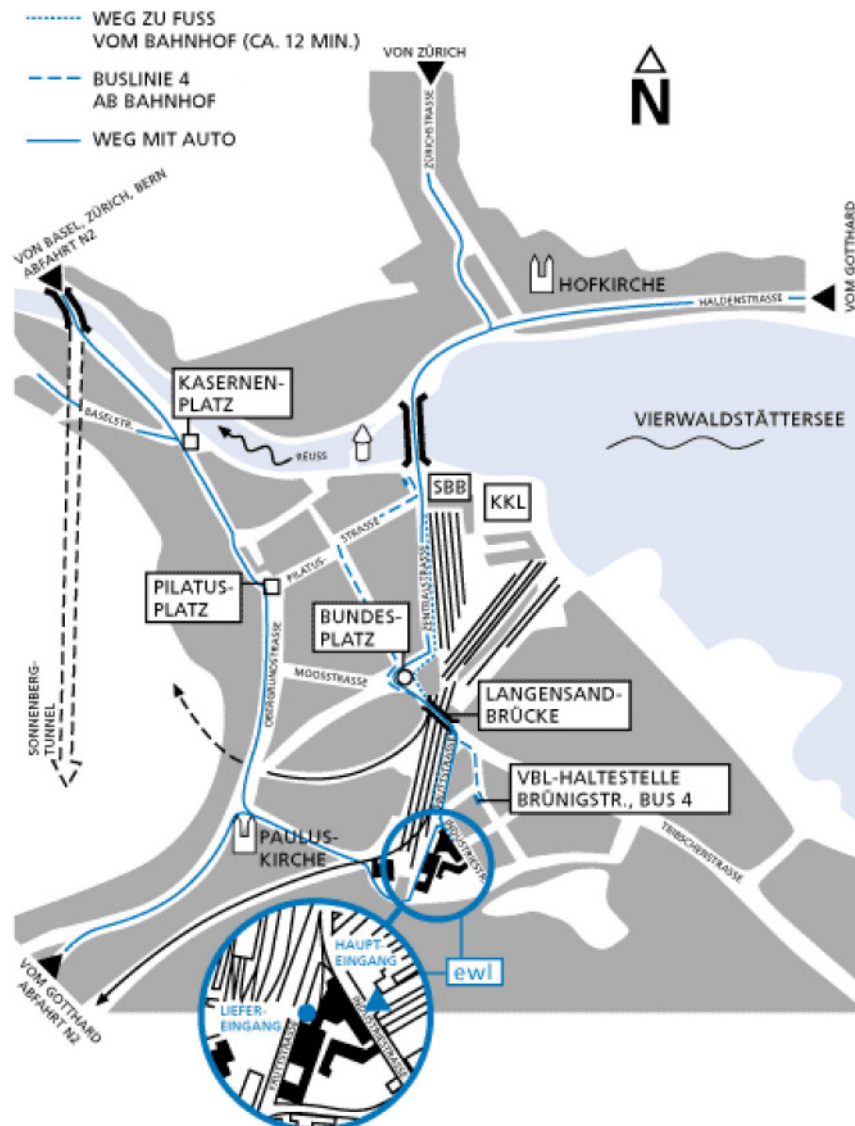 WEG ZU FUSS
VOM BAHNHOF (CA. 12 MIN.)
BUSLINIE 4
AB BAHNHOF
WEG MIT AUTO
VON ZÜRICH
N
ZÜRICHSTRASSE
VON BASEL, ZÜRICH, BERN
ABFAHRT N2
HOFKIRCHE
HALDENSTRASSE
VOM GOTTHARD
KASERNEN-
PLATZ
BASELSTR.
REUSS
VIERWALDSTÄTTERSEE
SBB
KKL
PILATUS-
STRASSE
ZENTRALSTRASSE
PILATUS-
PLATZ
BUNDES-
PLATZ
MOOSSTRASSE
OBERGRUNDSTRASSE
SONNENBERG-
TUNNEL
LANGENSAND-
BRÜCKE
VBL-HALTESTELLE
BRÜNIGSTR., BUS 4
PAULUS-
KIRCHE
INDUSTRIESTR.
TRIBSCHENSTRASSE
HAUPT-
EINGANG
ewl
VOM GOTTHARD
ABFAHRT N2
LIEFER-
EINGANG
FRUTTSTRASSE
INDUSTRIESTRASSE